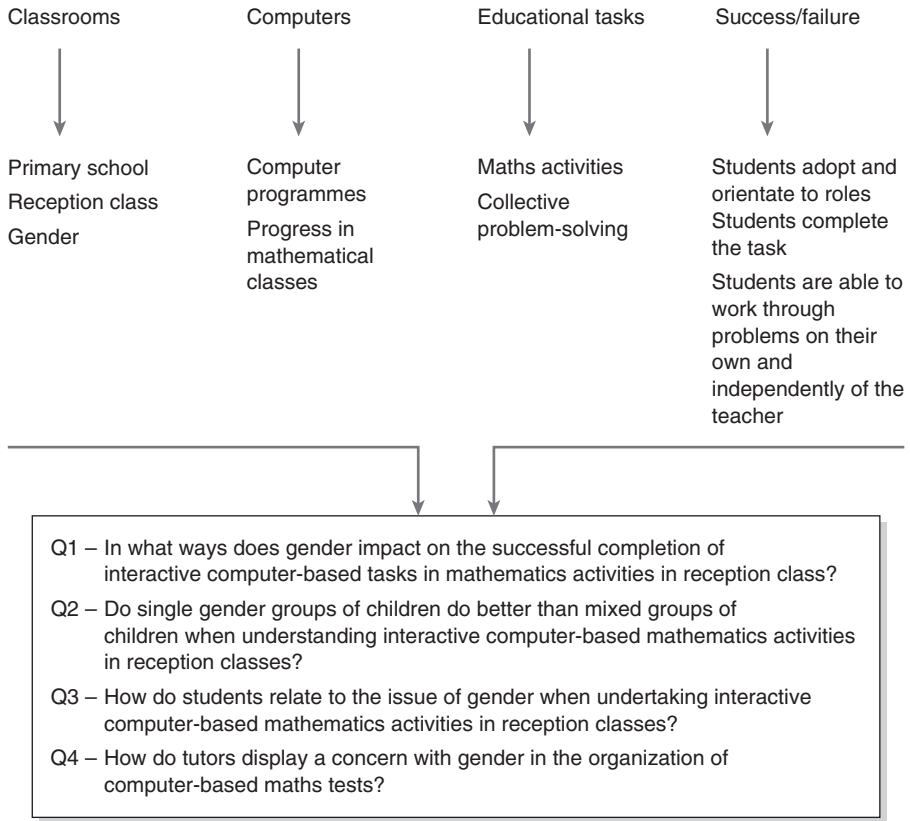 Classrooms
Computers
Educational tasks
Success/failure
Primary school
Reception class
Gender
Computer
programmes
Progress in
mathematical
classes
Maths activities
Collective
problem-solving
Students adopt and
orientate to roles
Students complete
the task
Students are able to
work through
problems on their
own and
independently of the
teacher
Q1 – In what ways does gender impact on the successful completion of
interactive computer-based tasks in mathematics activities in reception class?
Q2 – Do single gender groups of children do better than mixed groups of
children when understanding interactive computer-based mathematics activities
in reception classes?
Q3 – How do students relate to the issue of gender when undertaking interactive
computer-based mathematics activities in reception classes?
Q4 – How do tutors display a concern with gender in the organization of
computer-based maths tests?